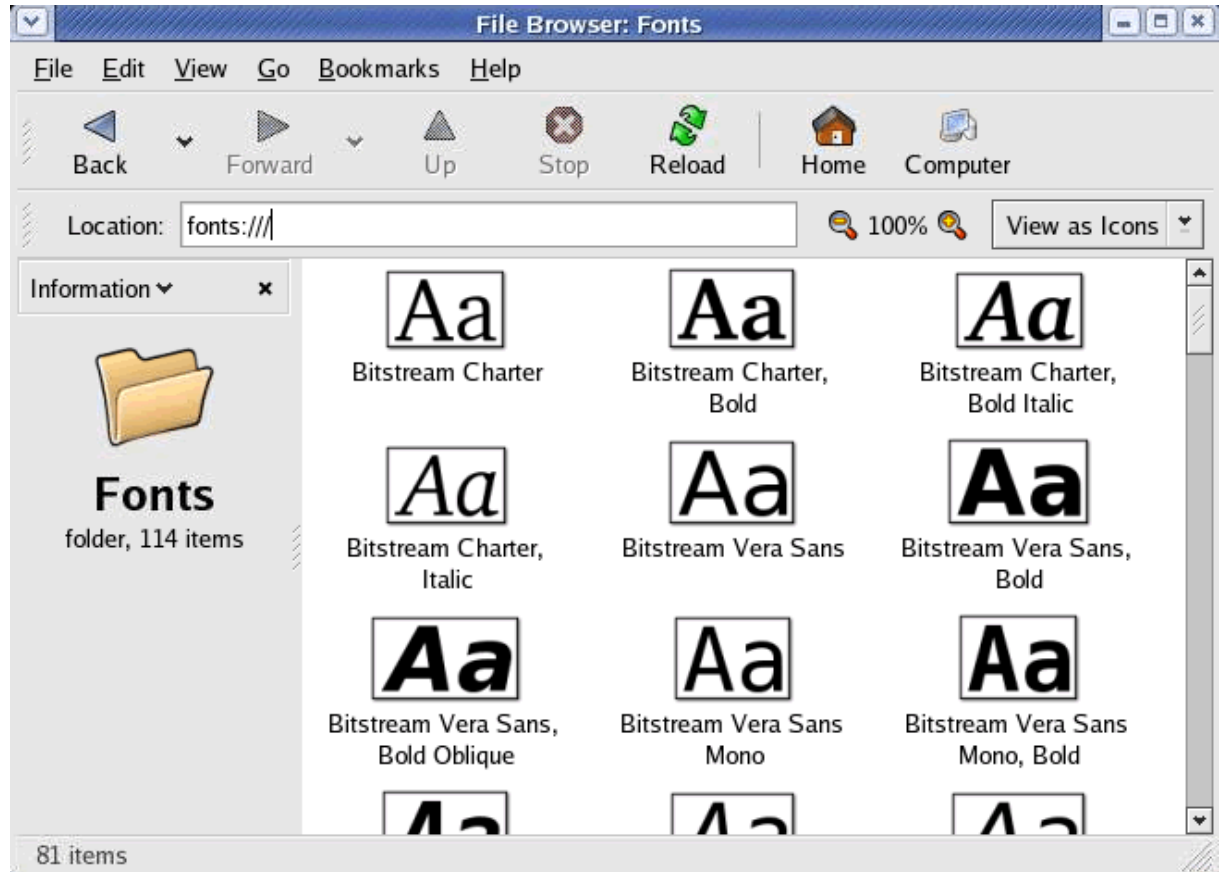 File Browser: Fonts
File Edit View Go Bookmarks Help
Back Forward Up Stop Reload Home Computer
Location: fonts:/// 100% View as Icons
Information
Fonts
folder, 114 items
Aa Aa Aa
Bitstream Charter Bitstream Charter, Bitstream Charter,
Bold Bold Italic
Aa Aa Aa
Bitstream Charter, Bitstream Vera Sans Bitstream Vera Sans,
Italic Bold
Aa Aa Aa
Bitstream Vera Sans, Bitstream Vera Sans Bitstream Vera Sans
Bold Oblique Mono Mono, Bold
Aa Aa Aa
81 items